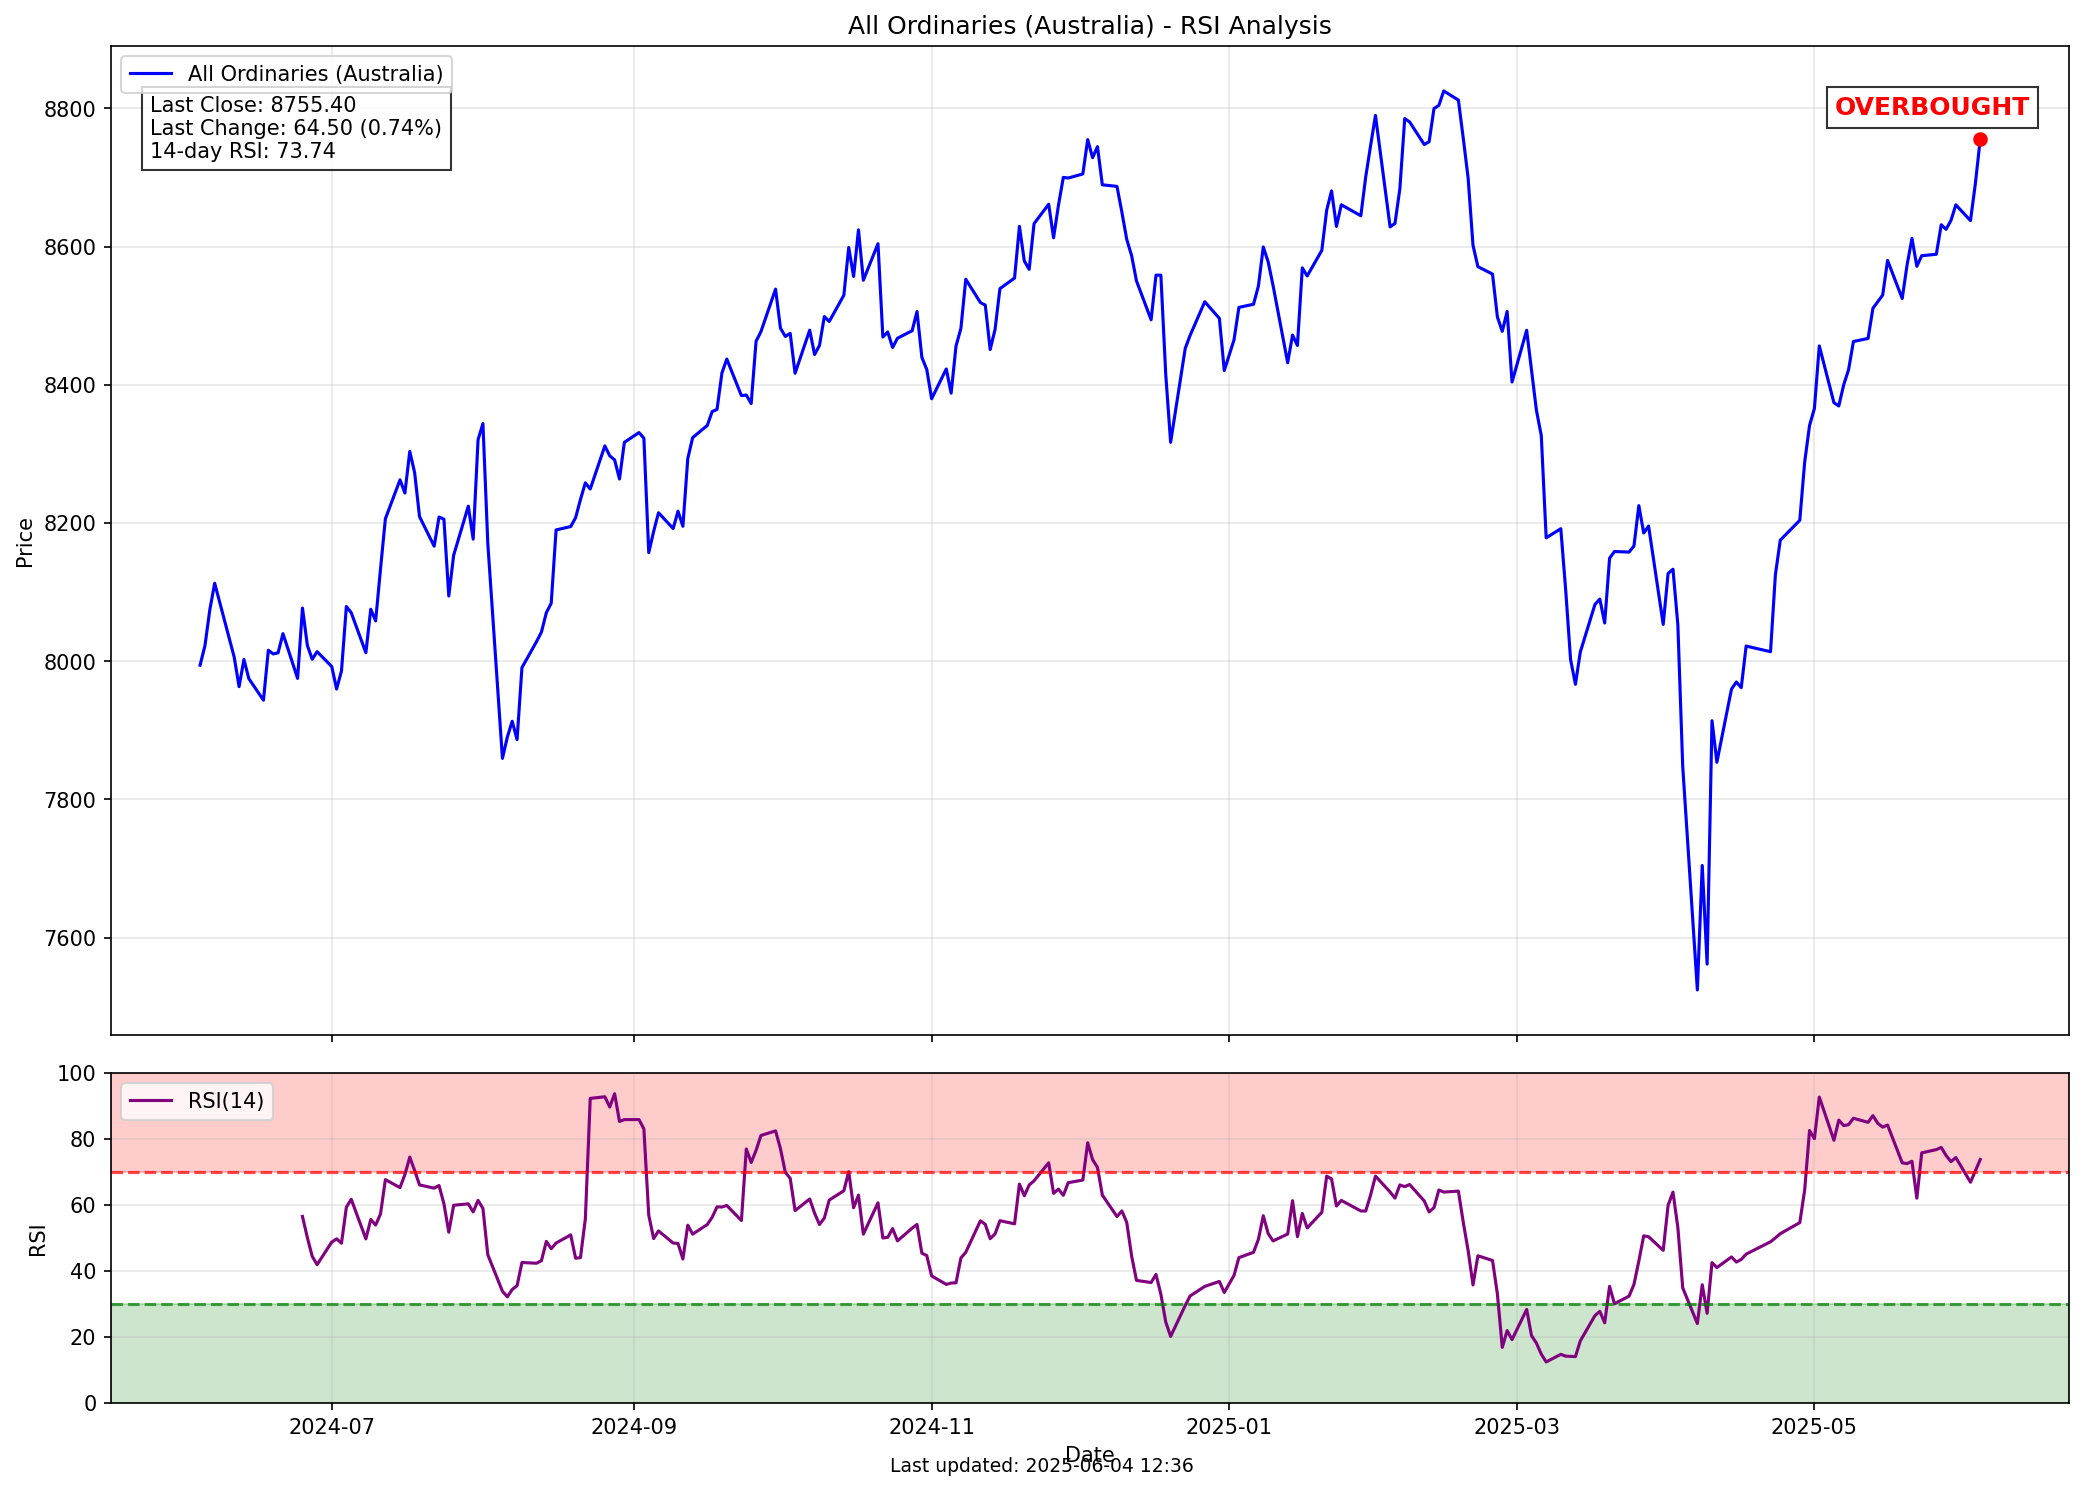 All Ordinaries (Australia) - RSI Analysis
All Ordinaries (Australia)
Last Close: 8755.40
Last Change: 64.50 (0.74%)
14-day RSI: 73.74
OVERBOUGHT
Price
8800
8600
8400
8200
8000
7800
7600
RSI(14)
RSI
100
80
60
40
20
0
2024-07
2024-09
2024-11
2025-01
2025-03
2025-05
Date
Last updated: 2025-06-04 12:36